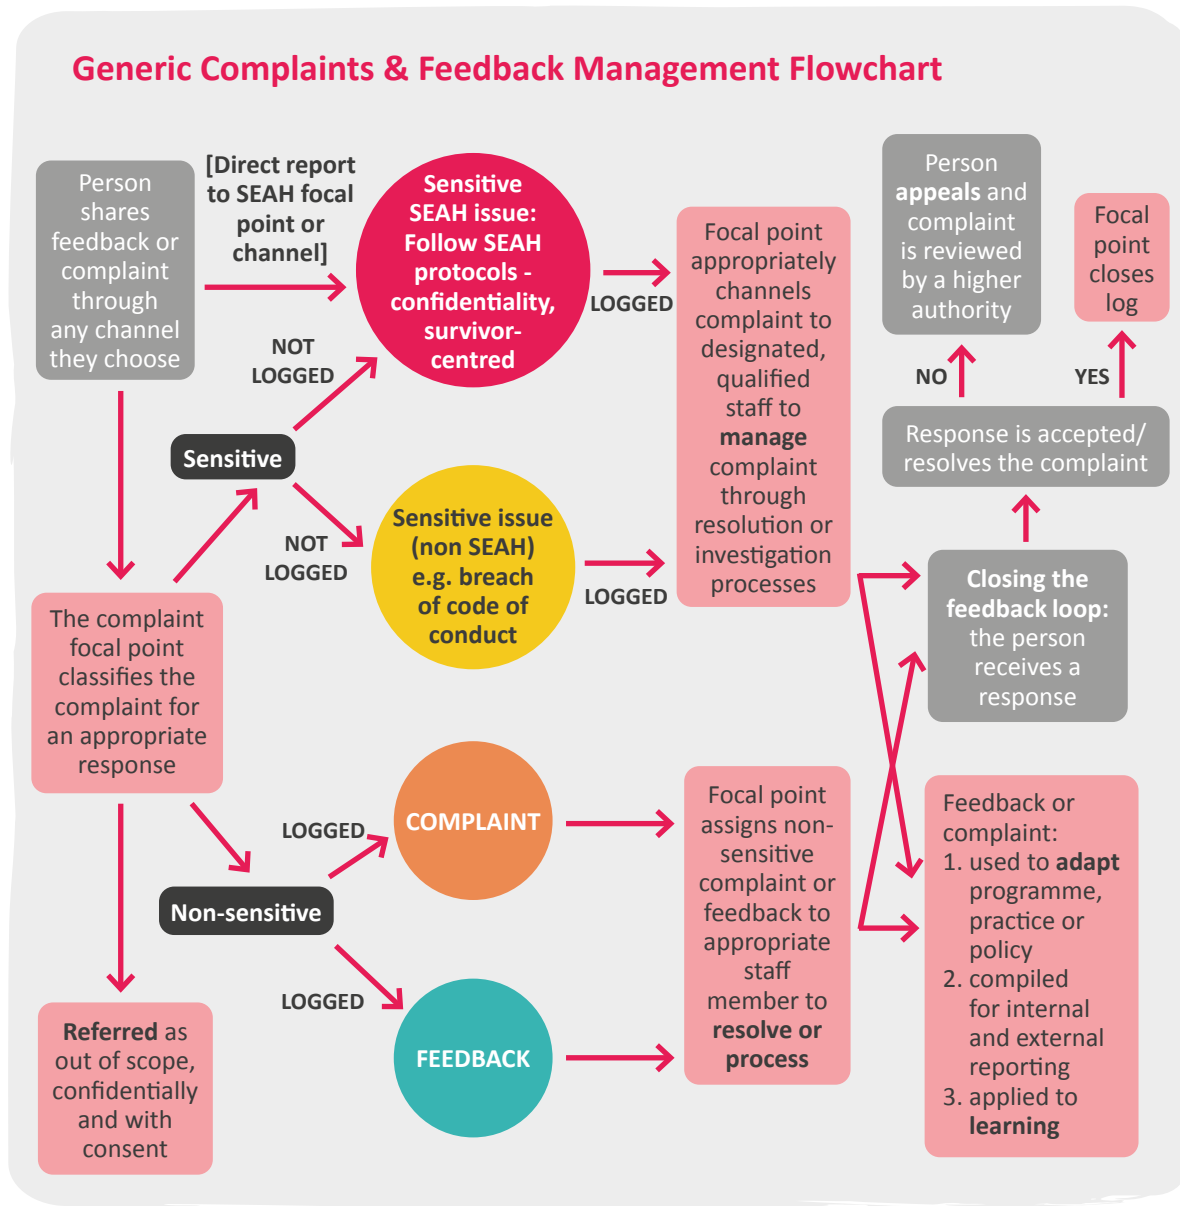 Generic Complaints & Feedback Management Flowchart
Person
shares
feedback or
complaint
through
any channel
they choose
[Direct report
to SEAH focal
point or
channel]
Sensitive
SEAH issue:
Follow SEAH
protocols -
confidentiality,
survivor-
centred
LOGGED
Focal point
appropriately
channels
complaint to
designated,
qualified
staff to
manage
complaint
through
resolution or
investigation
processes
Person
appeals and
complaint
is reviewed
by a higher
authority
Focal
point
closes
log
NO
YES
Response is accepted/
resolves the complaint
NOT
LOGGED
Sensitive
NOT
LOGGED
Sensitive issue
(non SEAH)
e.g. breach
of code of
conduct
LOGGED
Closing the
feedback loop:
the person
receives a
response
The complaint
focal point
classifies the
complaint for
an appropriate
response
LOGGED
COMPLAINT
Non-sensitive
LOGGED
FEEDBACK
Focal point
assigns non-
sensitive
complaint or
feedback to
appropriate
staff
member to
resolve or
process
Feedback or
complaint:
1. used to adapt
programme,
practice or
policy
2. compiled
for internal
and external
reporting
3. applied to
learning
Referred as
out of scope,
confidentially
and with
consent